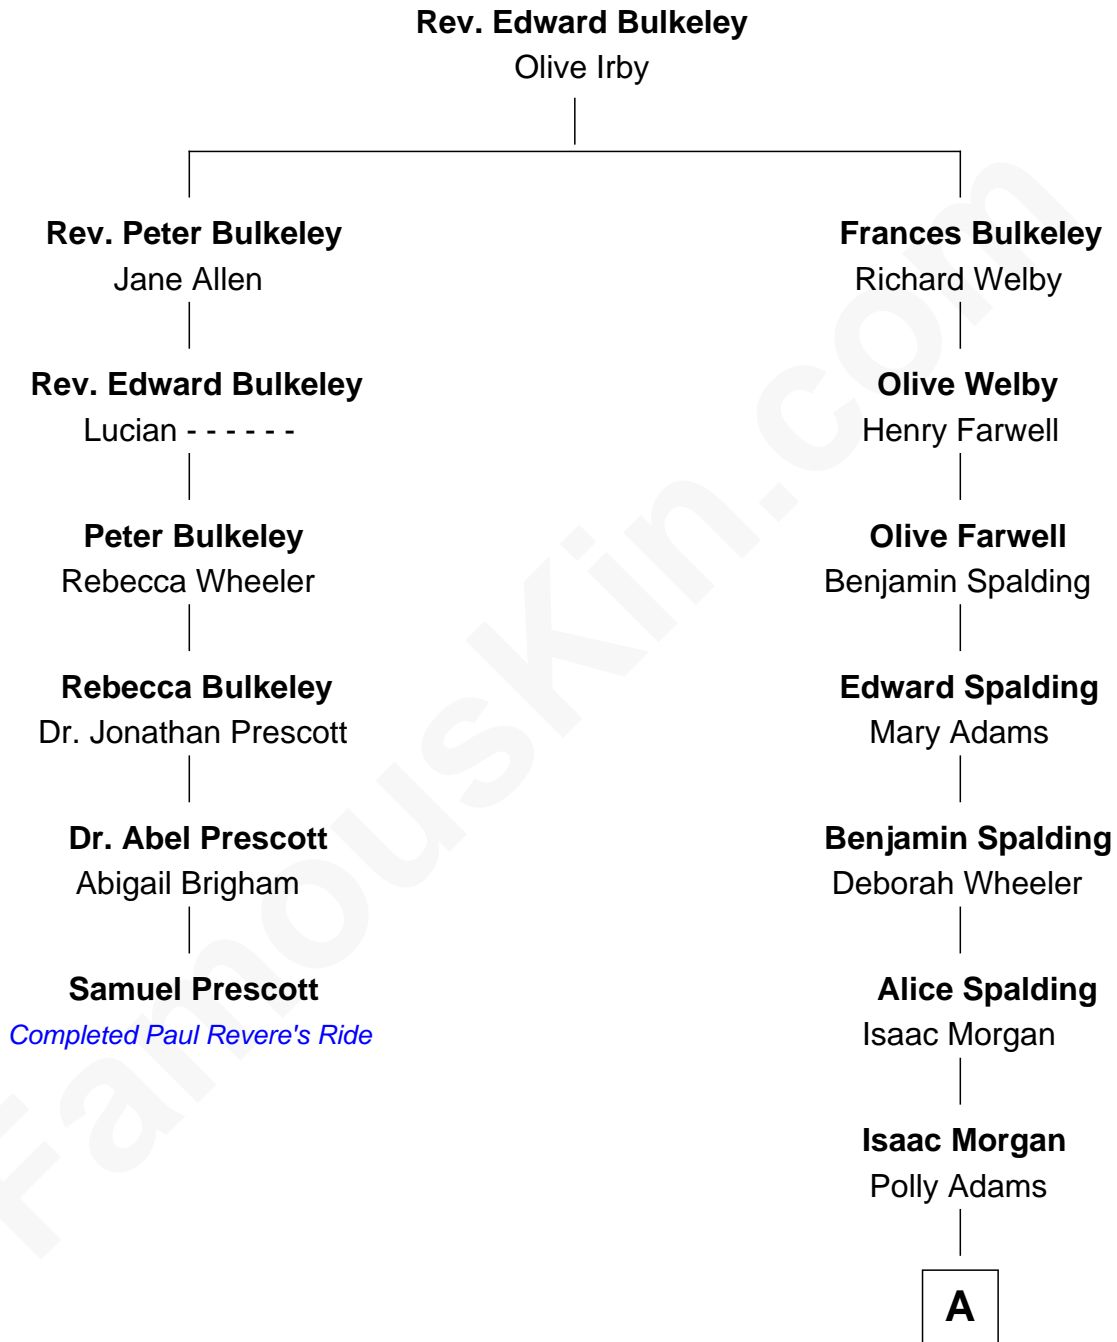 Rev. Edward Bulkeley
Olive Irby
Rev. Peter Bulkeley
Jane Allen
Rev. Edward Bulkeley
Lucian - - - - - -
Peter Bulkeley
Rebecca Wheeler
Rebecca Bulkeley
Dr. Jonathan Prescott
Dr. Abel Prescott
Abigail Brigham
Samuel Prescott
Completed Paul Revere's Ride
Frances Bulkeley
Richard Welby
Olive Welby
Henry Farwell
Olive Farwell
Benjamin Spalding
Edward Spalding
Mary Adams
Benjamin Spalding
Deborah Wheeler
Alice Spalding
Isaac Morgan
Isaac Morgan
Polly Adams
A
FamousKin.com